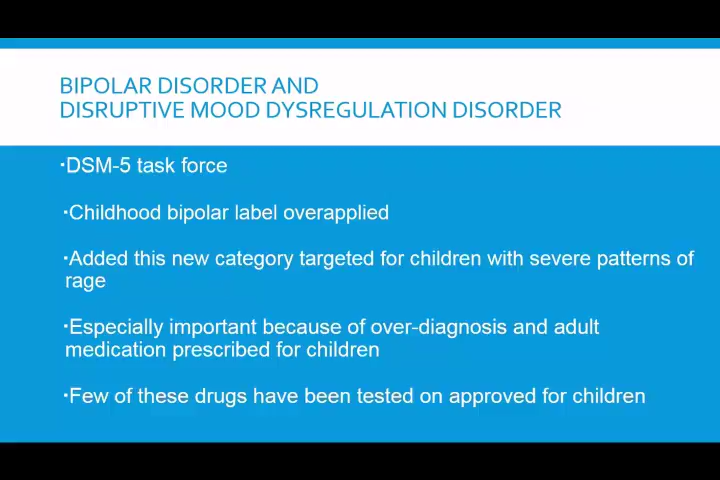 BIPOLAR DISORDER AND
DISRUPTIVE MOOD DYSREGULATION DISORDER
▪DSM-5 task force
▪Childhood bipolar label overapplied
▪Added this new category targeted for children with severe patterns of
rage
▪Especially important because of over-diagnosis and adult
medication prescribed for children
▪Few of these drugs have been tested on approved for children